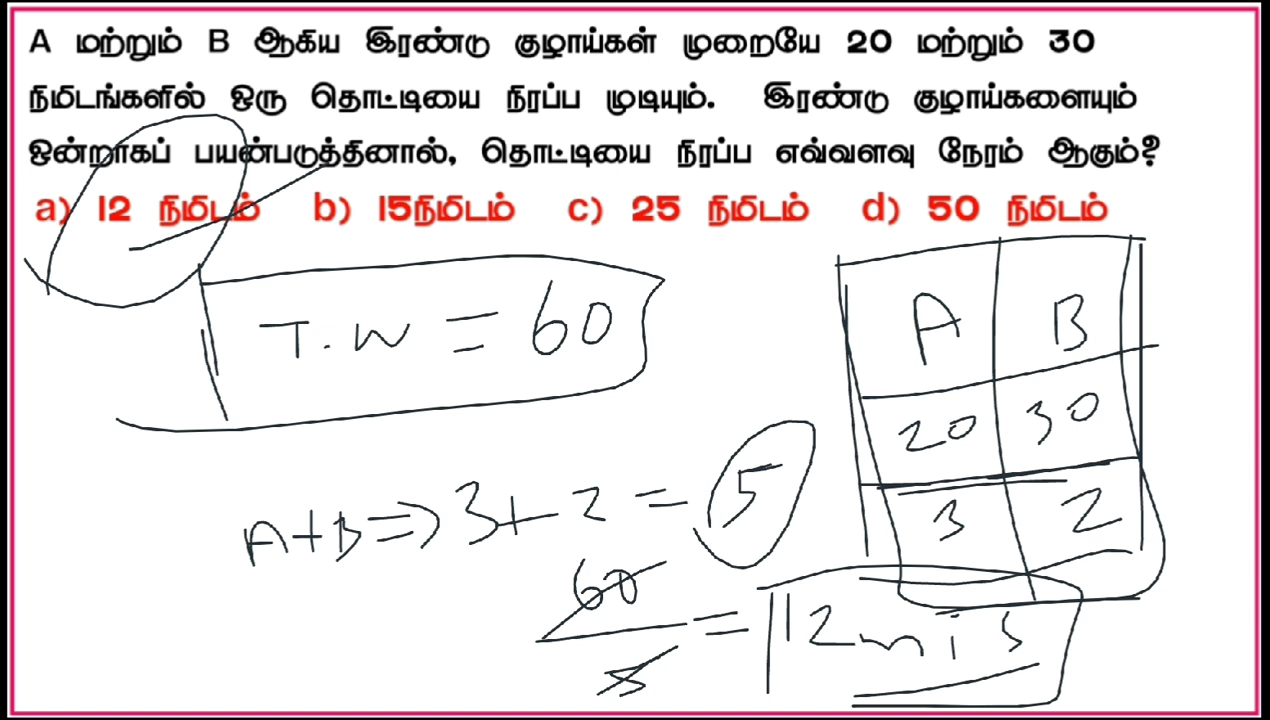 A மற்றும் B ஆகிய இரண்டு குழாய்கள் முறையே 20 மற்றும் 30
நிமிடங்களில் ஒரு தொட்டியை நிரப்ப முடியும். இரண்டு குழாய்களையும்
ஒன்றாகப் பயன்படுத்தினால், தொட்டியை நிரப்ப எவ்வளவு நேரம் ஆகும்?
a) 12 நிமிடம் b) 15நிமிடம் c) 25 நிமிடம் d) 50 நிமிடம்
T.W = 60
A B
20 30
3 2
A+B=>3+2=5
60
5
=12mis